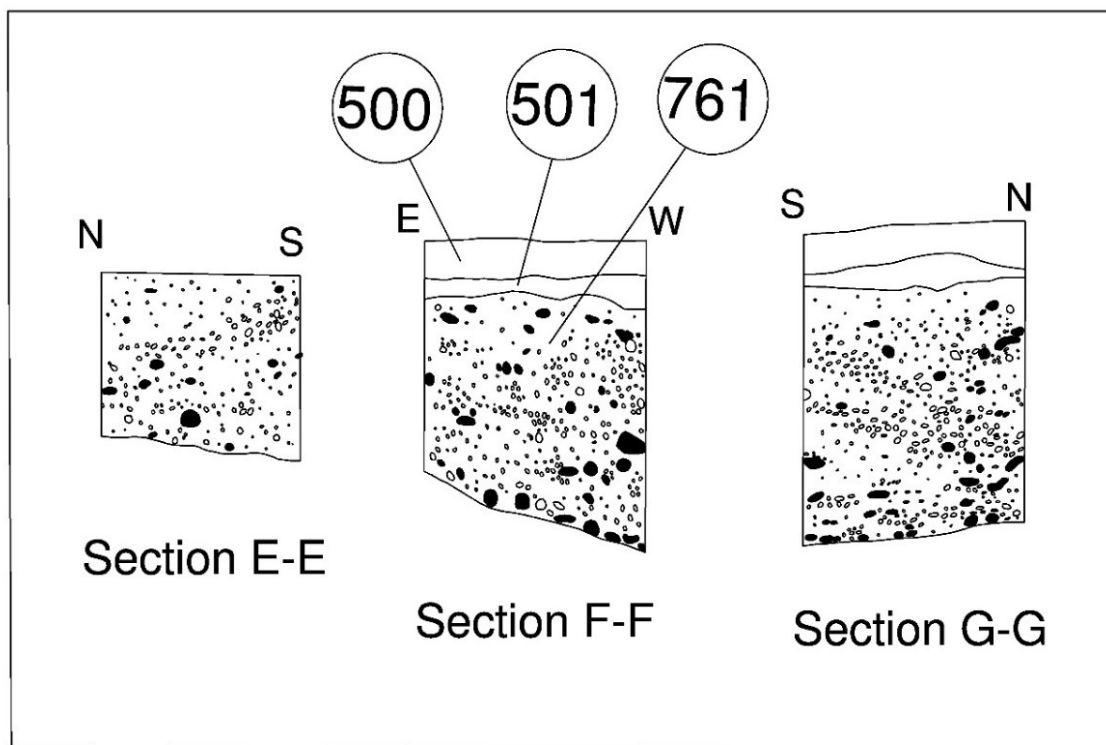 500 501 761
N S
E W
S N
Section E-E
Section F-F
Section G-G